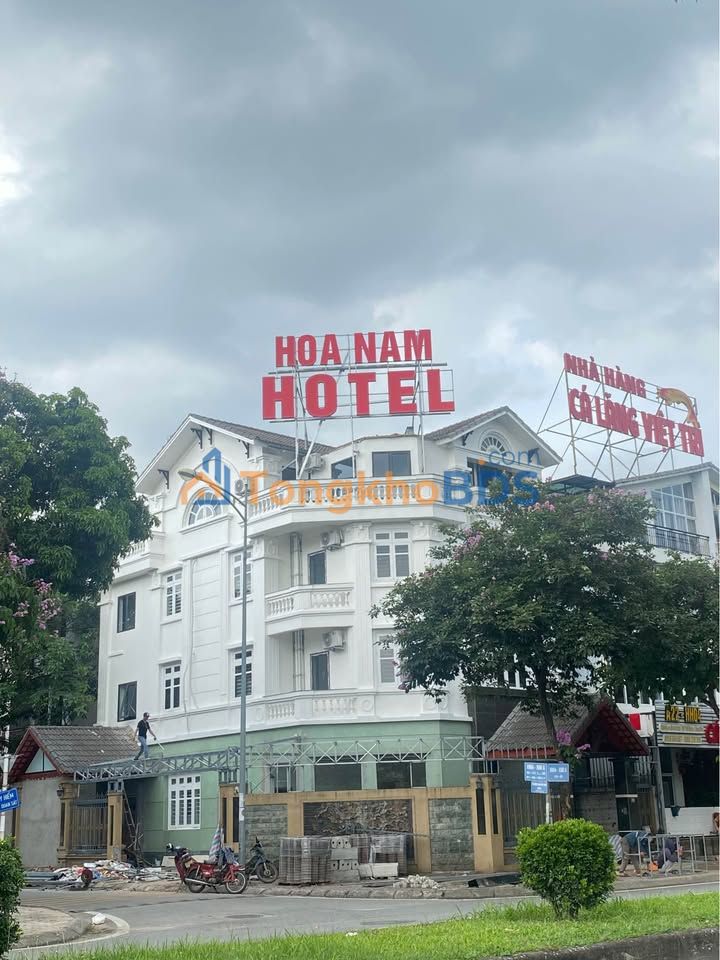 HOA NAM
HOTEL
NHÀ HÀNG
CÁ LĂNG VIỆT TRÌ
TongkhoBDS
.com